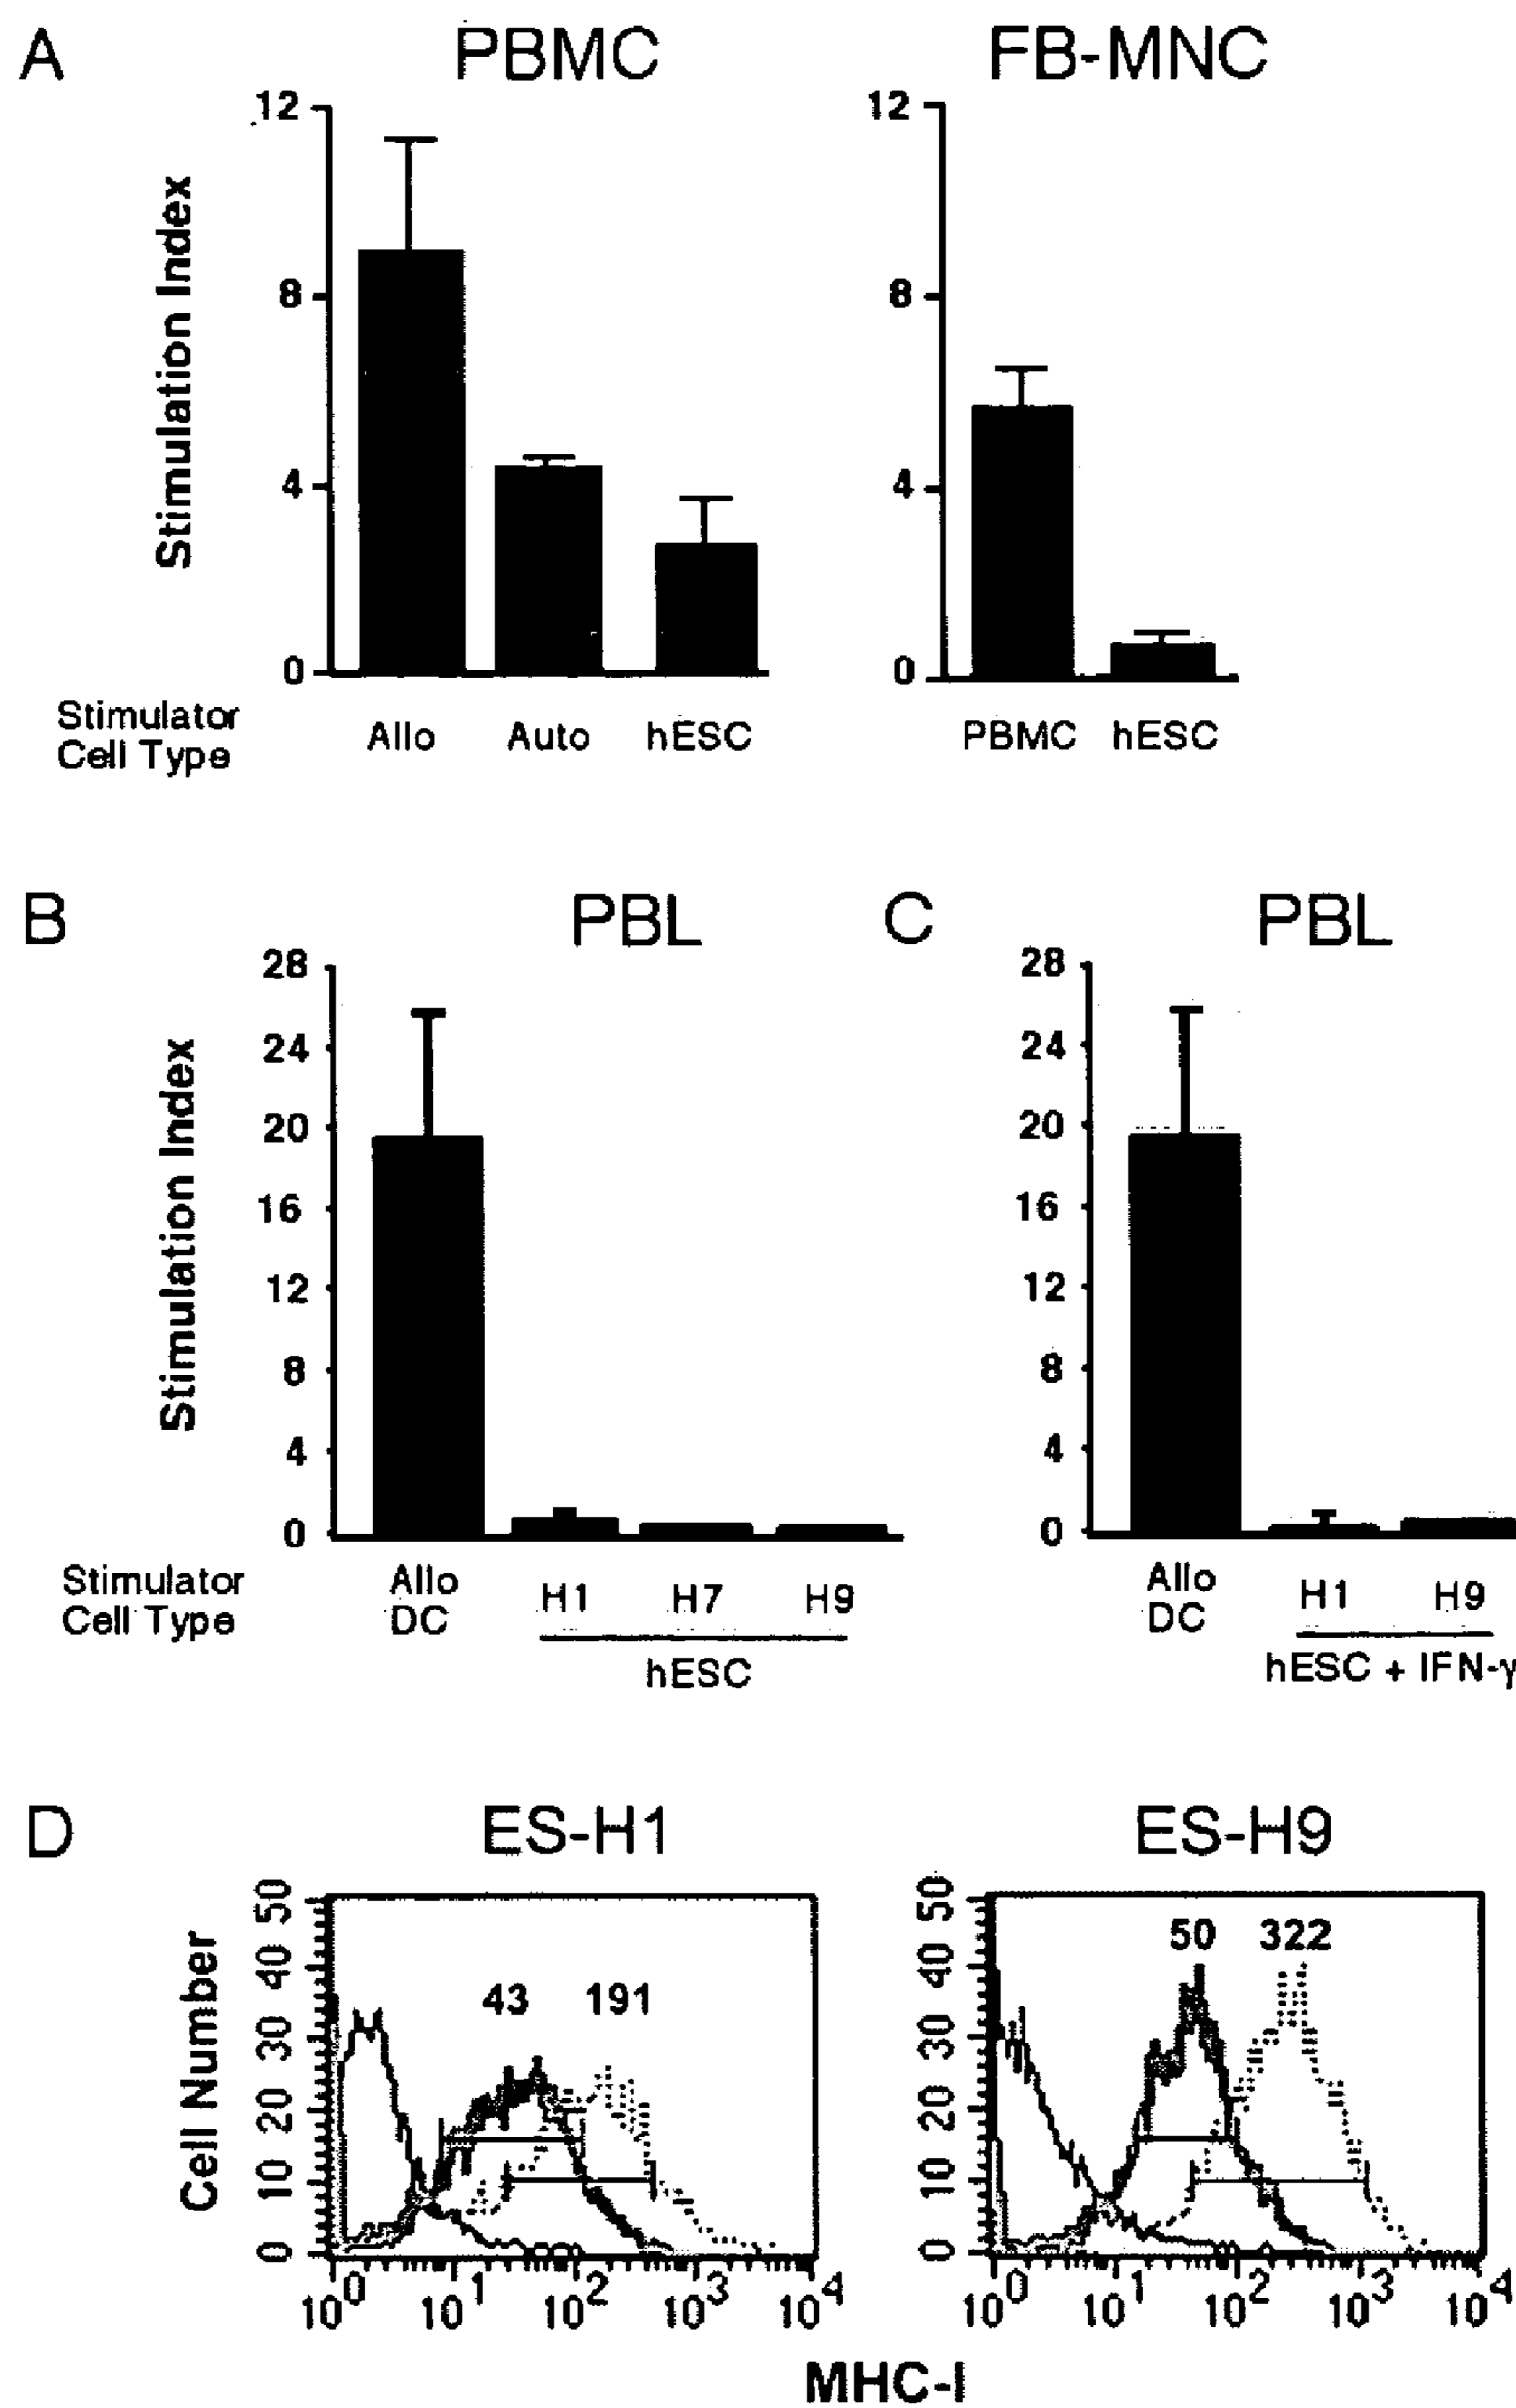 A
PBMC
FB-MNC
Stimulation Index
12
8
4
0
12
8
4
0
Stimulator
Cell Type
Allo
Auto
hESC
PBMC
hESC
B
PBL
C
PBL
Stimulation Index
28
24
20
16
12
8
4
0
28
24
20
16
12
8
4
0
Stimulator
Cell Type
Allo
DC
H1
H7
H9
hESC
Allo
DC
H1
H9
hESC + IFN-γ
D
ES-H1
ES-H9
Cell Number
50
40
30
20
10
0
43
191
10⁰
10¹
10²
10³
10⁴
50
40
30
20
10
0
50
322
10⁰
10¹
10²
10³
10⁴
MHC-I